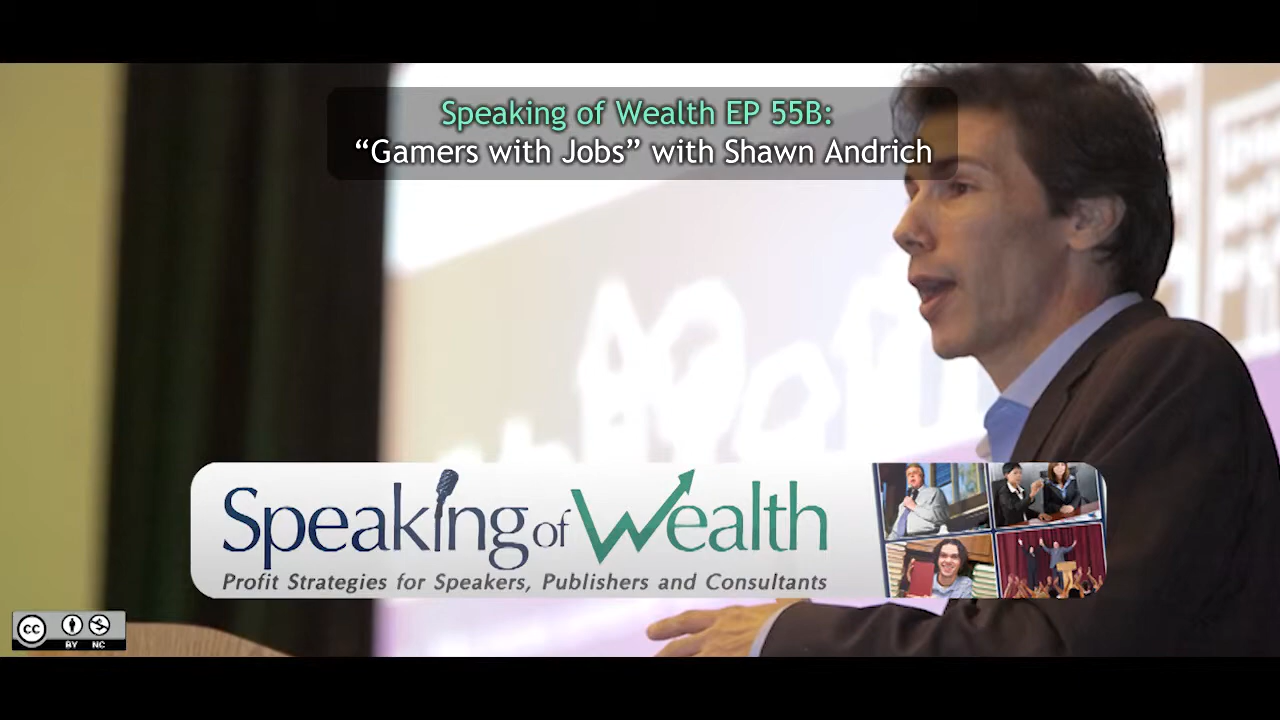 Speaking of Wealth EP 55B:
“Gamers with Jobs” with Shawn Andrich
Speaking of Wealth
Profit Strategies for Speakers, Publishers and Consultants
cc
BY NC